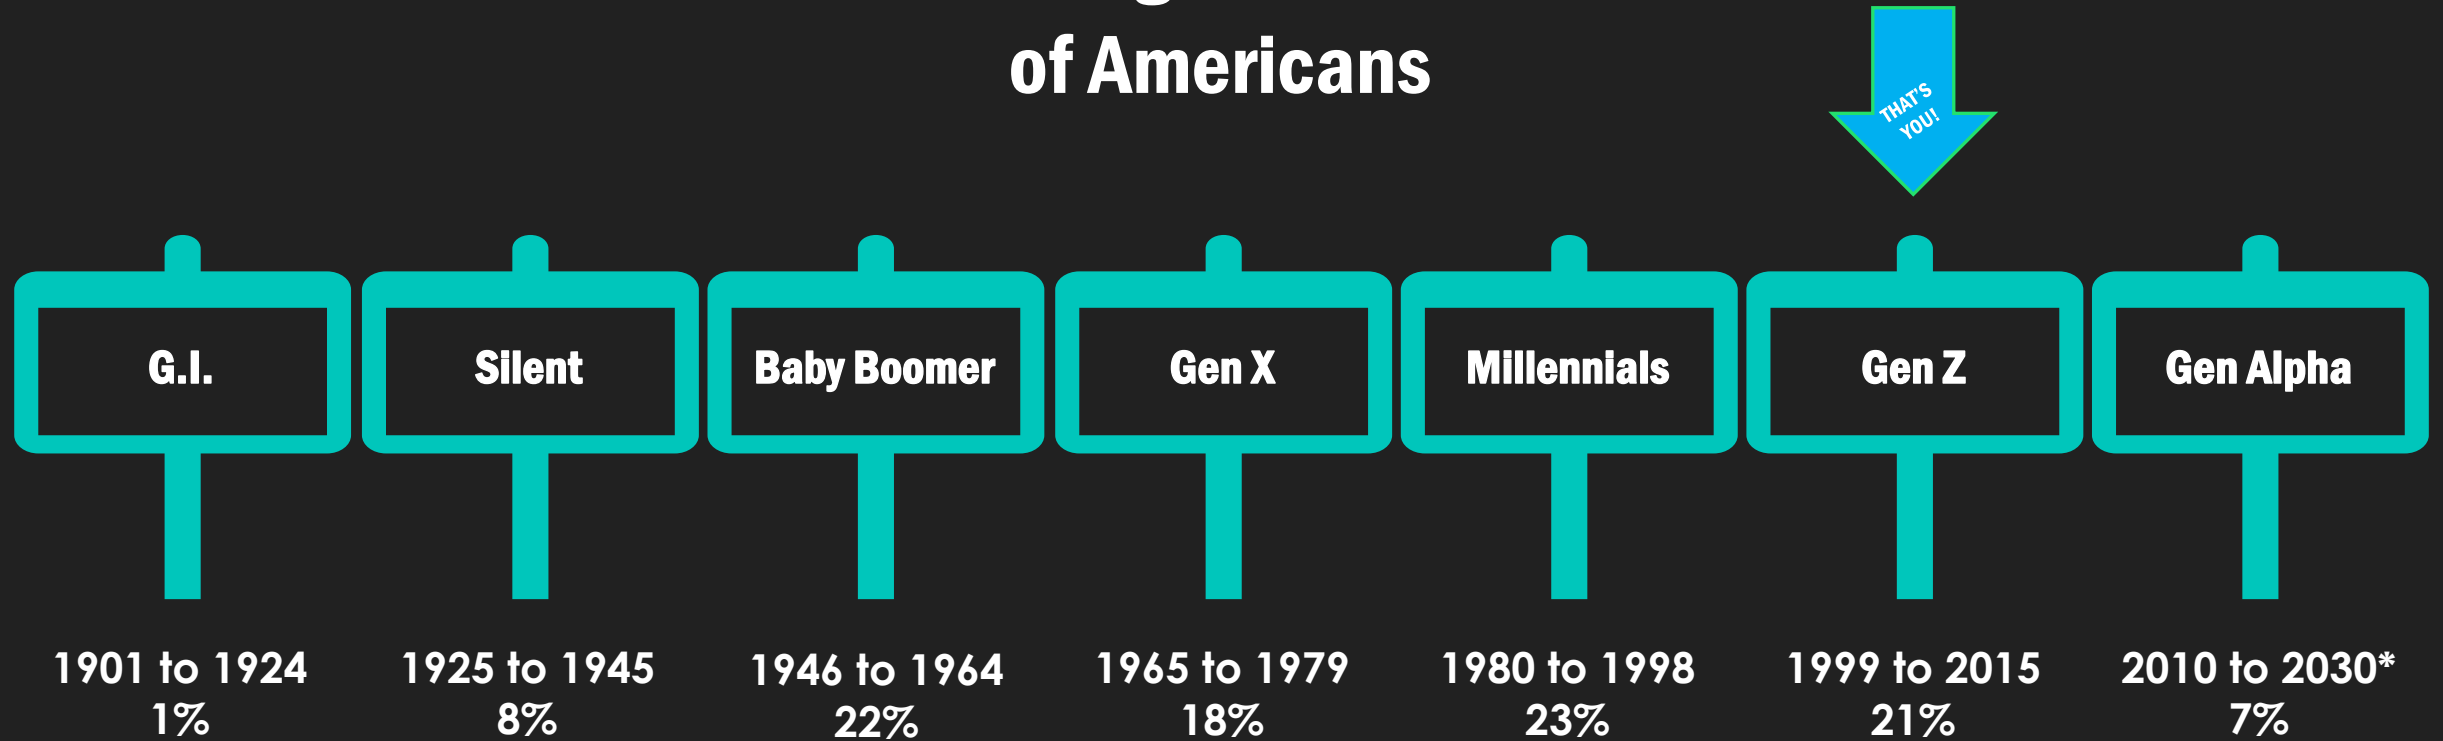 of Americans
THAT'S
YOU!
G.I.
Silent
Baby Boomer
Gen X
Millennials
Gen Z
Gen Alpha
1901 to 1924
1%
1925 to 1945
8%
1946 to 1964
22%
1965 to 1979
18%
1980 to 1998
23%
1999 to 2015
21%
2010 to 2030*
7%